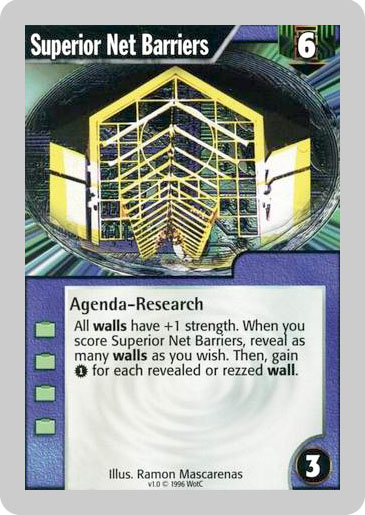 Superior Net Barriers
6
Agenda-Research
All walls have +1 strength. When you
score Superior Net Barriers, reveal as
many walls as you wish. Then, gain
1 for each revealed or rezzed wall.
Illus. Ramon Mascarenas
v1.0 © 1996 WotC
3